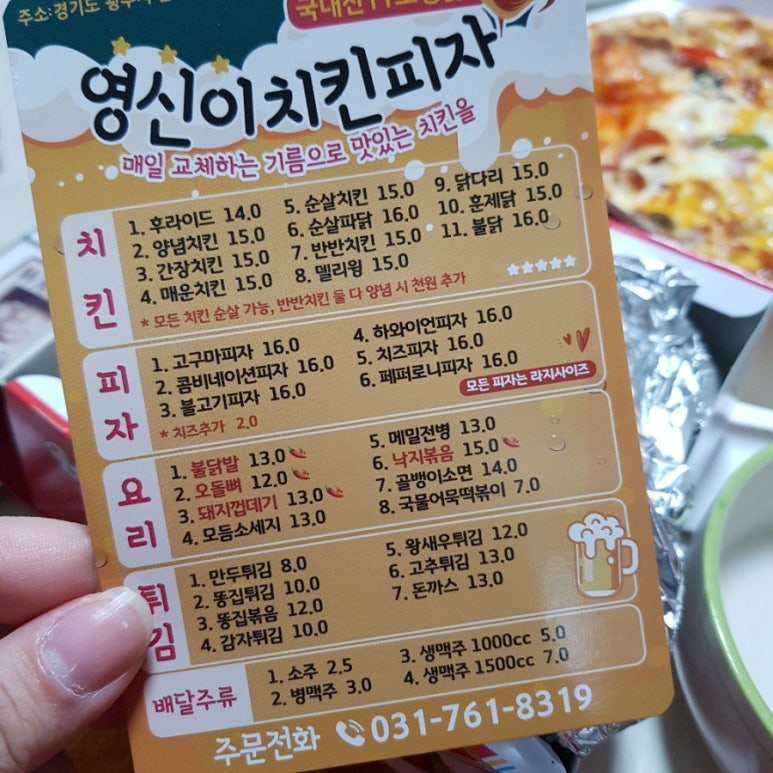 주소:경기도 광주시
국내산
영신이치킨피자
매일 교체하는 기름으로 맛있는 치킨을
치킨
1. 후라이드 14.0
2. 양념치킨 15.0
3. 간장치킨 15.0
4. 매운치킨 15.0
5. 순살치킨 15.0
6. 순살파닭 16.0
7. 반반치킨 15.0
8. 델리윙 15.0
9. 닭다리 15.0
10. 훈제닭 15.0
11. 불닭 16.0
* 모든 치킨 순살 가능, 반반치킨 둘 다 양념 시 천원 추가
피자
1. 고구마피자 16.0
2. 콤비네이션피자 16.0
3. 불고기피자 16.0
4. 하와이언피자 16.0
5. 치즈피자 16.0
6. 페퍼로니피자 16.0
* 치즈추가 2.0
모든 피자는 라지사이즈
요리
1. 불닭발 13.0
2. 오돌뼈 12.0
3. 돼지껍데기 13.0
4. 모듬소세지 13.0
5. 메밀전병 13.0
6. 낙지볶음 15.0
7. 골뱅이소면 14.0
8. 국물어묵떡볶이 7.0
튀김
1. 만두튀김 8.0
2. 똥집튀김 10.0
3. 똥집볶음 12.0
4. 감자튀김 10.0
5. 왕새우튀김 12.0
6. 고추튀김 13.0
7. 돈까스 13.0
배달주류
1. 소주 2.5
2. 병맥주 3.0
3. 생맥주 1000cc 5.0
4. 생맥주 1500cc 7.0
주문전화 031-761-8319